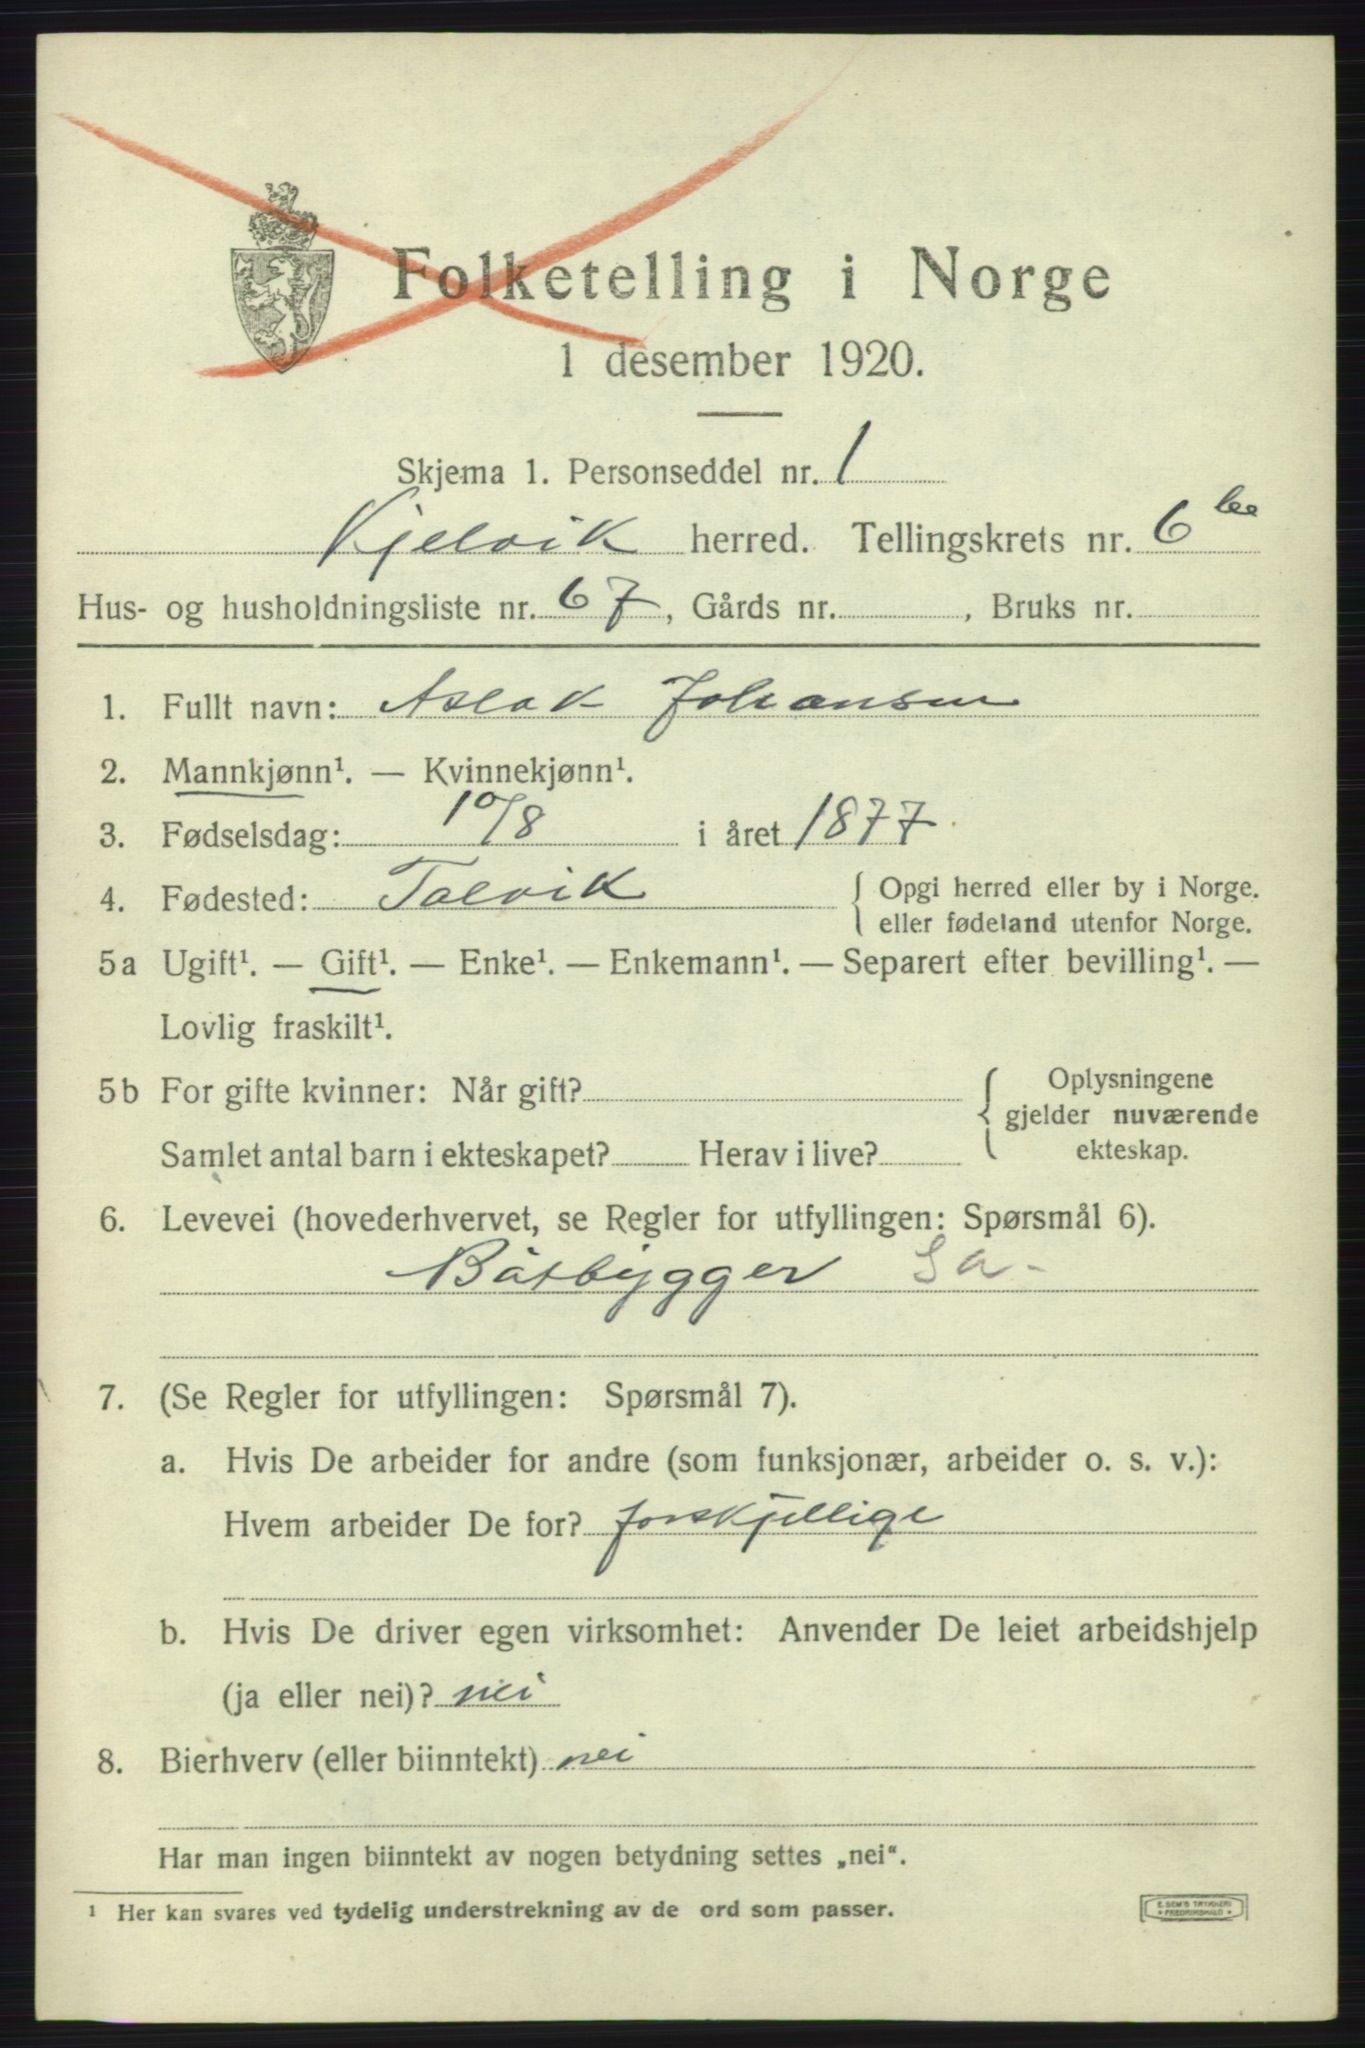 Folketelling i Norge
1 desember 1920.
Skjema 1. Personseddel nr. 1
Kjelvik herred. Tellingskrets nr. 6
Hus- og husholdningsliste nr. 67, Gårds nr. , Bruks nr.
1. Fullt navn: Aslak Johansen
2. Mannkjønn¹. — Kvinnekjønn¹.
3. Fødselsdag: 10/8 i året 1877
4. Fødested: Talvik { Opgi herred eller by i Norge.
eller fødeland utenfor Norge.
5a Ugift¹. — Gift¹. — Enke¹. — Enkemann¹. — Separert efter bevilling¹. —
Lovlig fraskilt¹.
5b For gifte kvinner: Når gift? { Oplysningene
gjelder nuværende
Samlet antal barn i ekteskapet? Herav i live? ekteskap.
6. Levevei (hovederhvervet, se Regler for utfyllingen: Spørsmål 6).
Båtbygger Sa-
7. (Se Regler for utfyllingen: Spørsmål 7).
a. Hvis De arbeider for andre (som funksjonær, arbeider o. s. v.):
Hvem arbeider De for? forskjellige
b. Hvis De driver egen virksomhet: Anvender De leiet arbeidshjelp
(ja eller nei)? nei
8. Bierhverv (eller biinntekt) nei
Har man ingen biinntekt av nogen betydning settes „nei“.
¹ Her kan svares ved tydelig understrekning av de ord som passer.
E. SEM'S TRYKKERI
FREDRIKSHALD